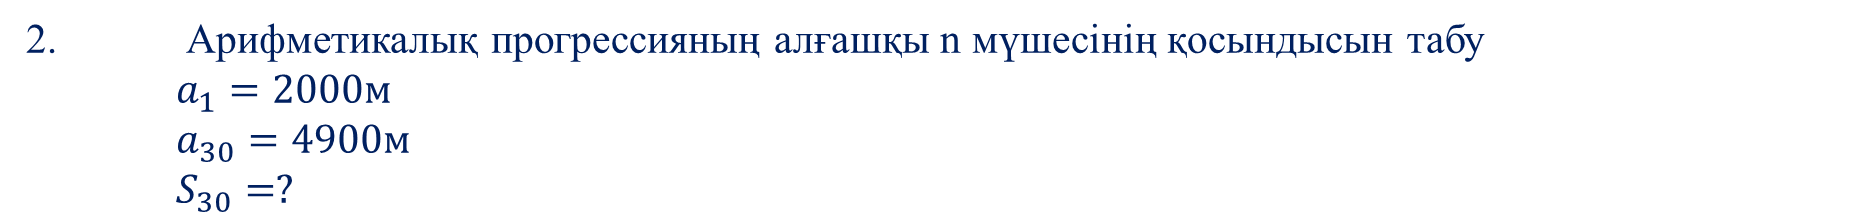 2. Арифметикалық прогрессияның алғашқы n мүшесінің қосындысын табу
a₁ = 2000м
a₃₀ = 4900м
S₃₀ =?